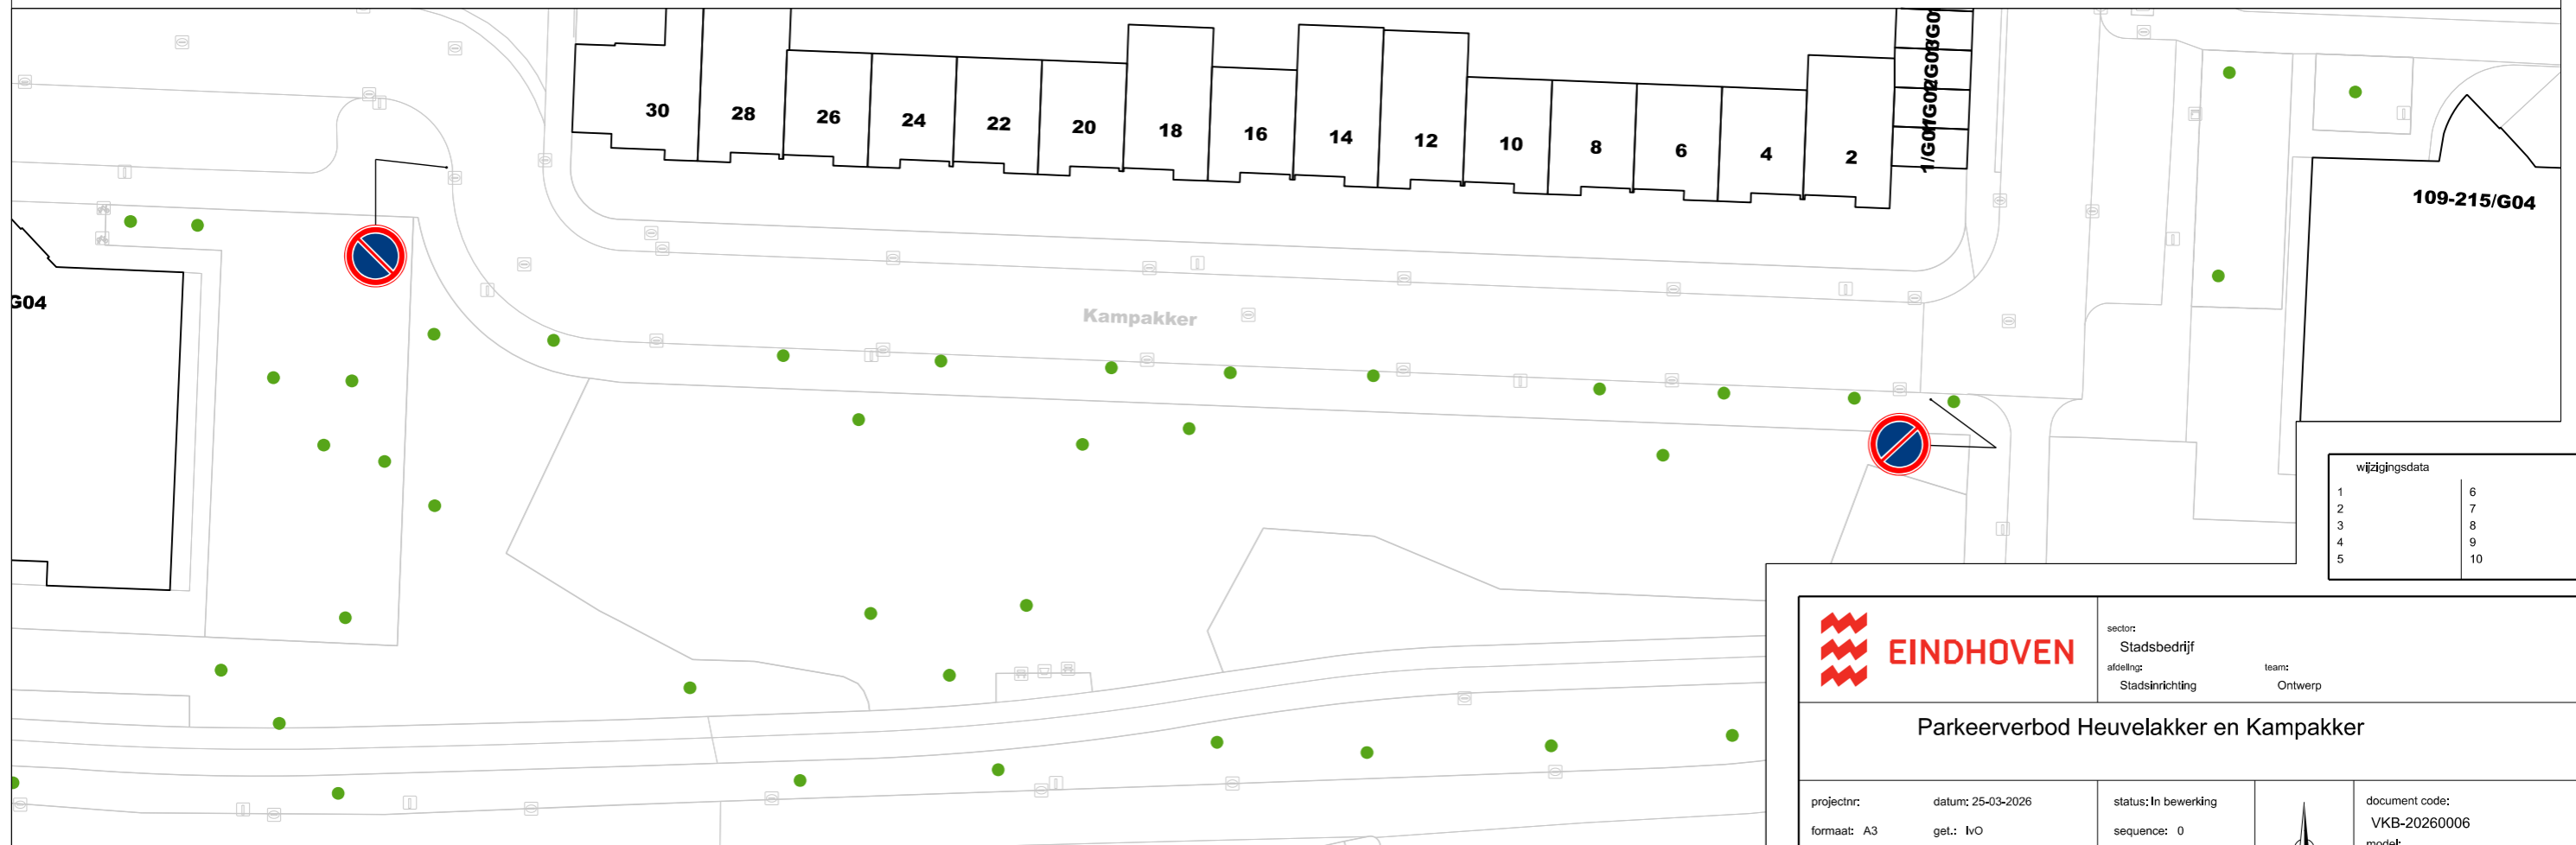 30
28
26
24
22
20
18
16
14
12
10
8
6
4
2
109-215/G04
G04
Kampakker
wijzigingsdata
1 6
2 7
3 8
4 9
5 10
EINDHOVEN
sector:
Stadsbedrijf
afdeling: team:
Stadsinrichting Ontwerp
Parkeerverbod Heuvelakker en Kampakker
projectnr: datum: 25-03-2026 status: In bewerking document code:
VKB-20260006
formaat: A3 get.: IvO sequence: 0
model: